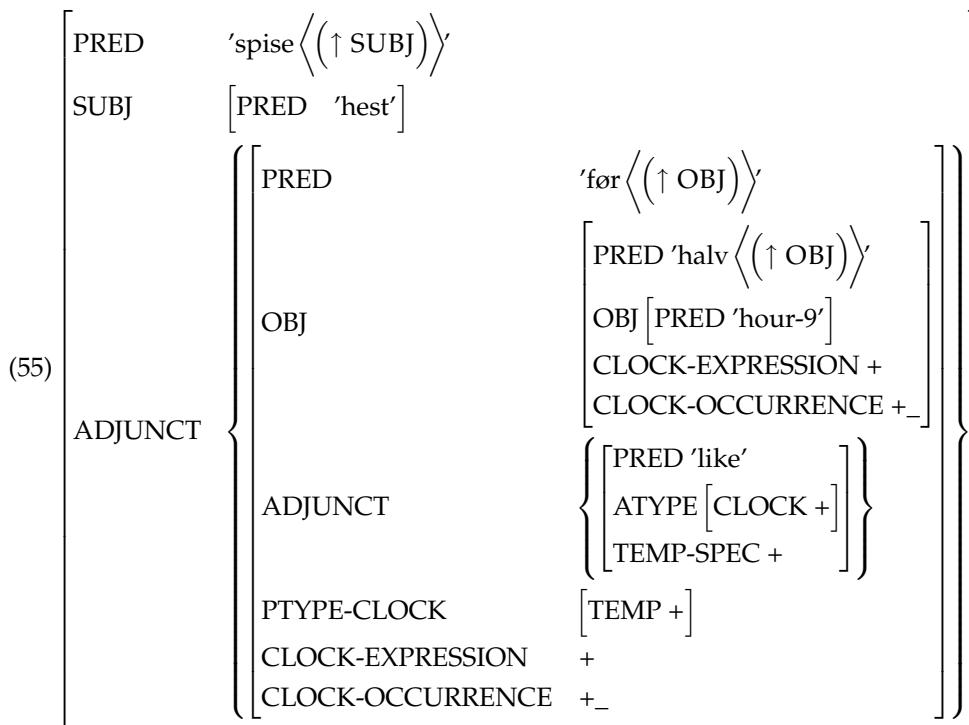 PRED ’spise⟨(↑ SUBJ)⟩’
SUBJ [PRED ’hest’]
PRED ’før⟨(↑ OBJ)⟩’
PRED ’halv⟨(↑ OBJ)⟩’
OBJ OBJ [PRED ’hour-9’]
(55) CLOCK-EXPRESSION +
CLOCK-OCCURRENCE +_
ADJUNCT
PRED ’like’
ADJUNCT ATYPE [CLOCK +]
TEMP-SPEC +
PTYPE-CLOCK [TEMP +]
CLOCK-EXPRESSION +
CLOCK-OCCURRENCE +_